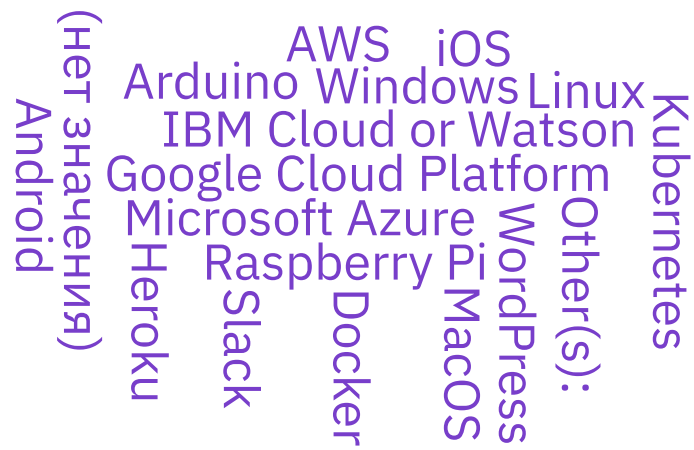 AWS
iOS
Arduino
Windows
Linux
IBM Cloud or Watson
Google Cloud Platform
Microsoft Azure
Raspberry Pi
Android
(нет значения)
Heroku
Slack
Docker
MacOS
WordPress
Other(s):
Kubernetes